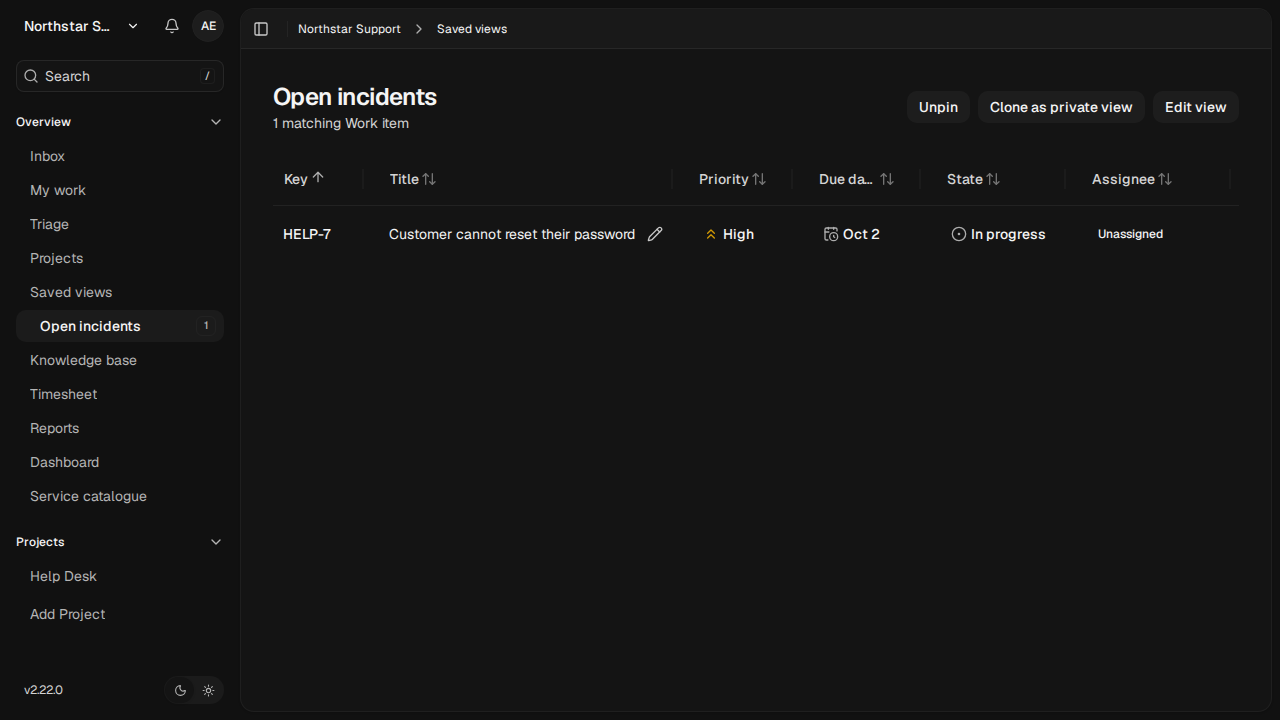 Northstar S...
AE
Search
/
Overview
Inbox
My work
Triage
Projects
Saved views
Open incidents
1
Knowledge base
Timesheet
Reports
Dashboard
Service catalogue
Projects
Help Desk
Add Project
v2.22.0
Northstar Support
Saved views
Open incidents
1 matching Work item
Unpin
Clone as private view
Edit view
Key
Title
Priority
Due da...
State
Assignee
HELP-7
Customer cannot reset their password
High
Oct 2
In progress
Unassigned